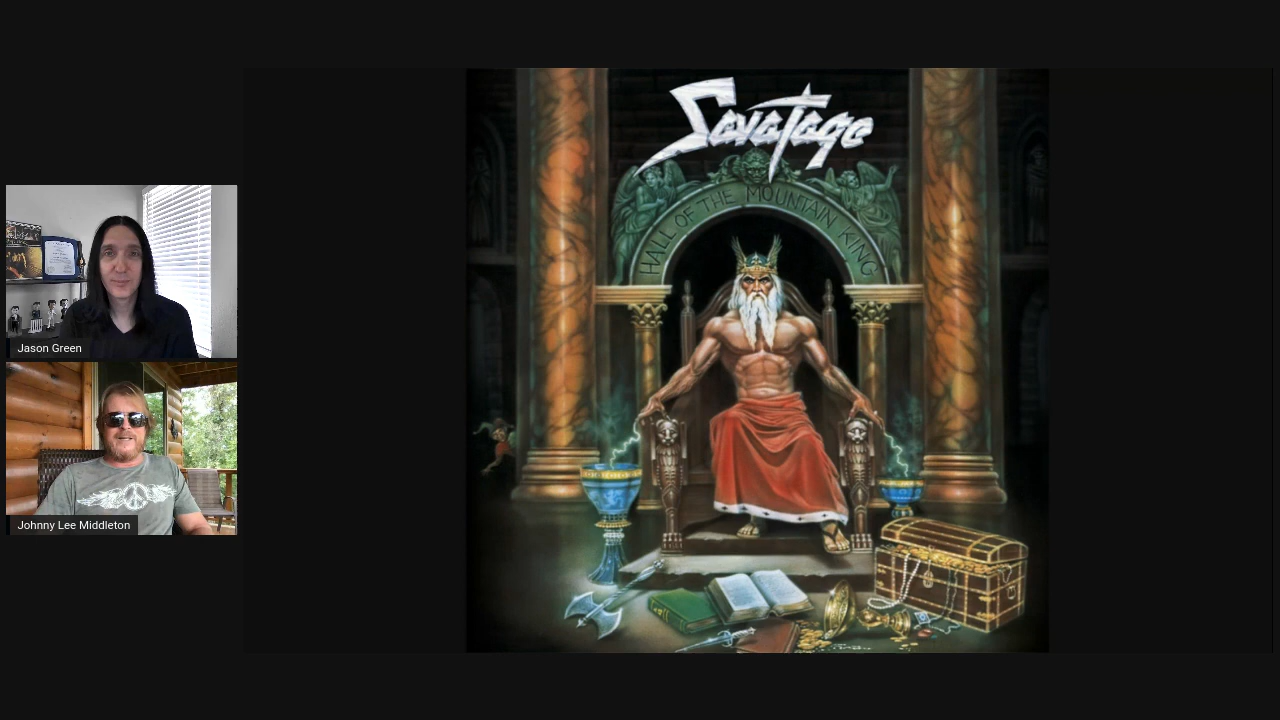 Savatage
HALL OF THE MOUNTAIN KING
Jason Green
Johnny Lee Middleton